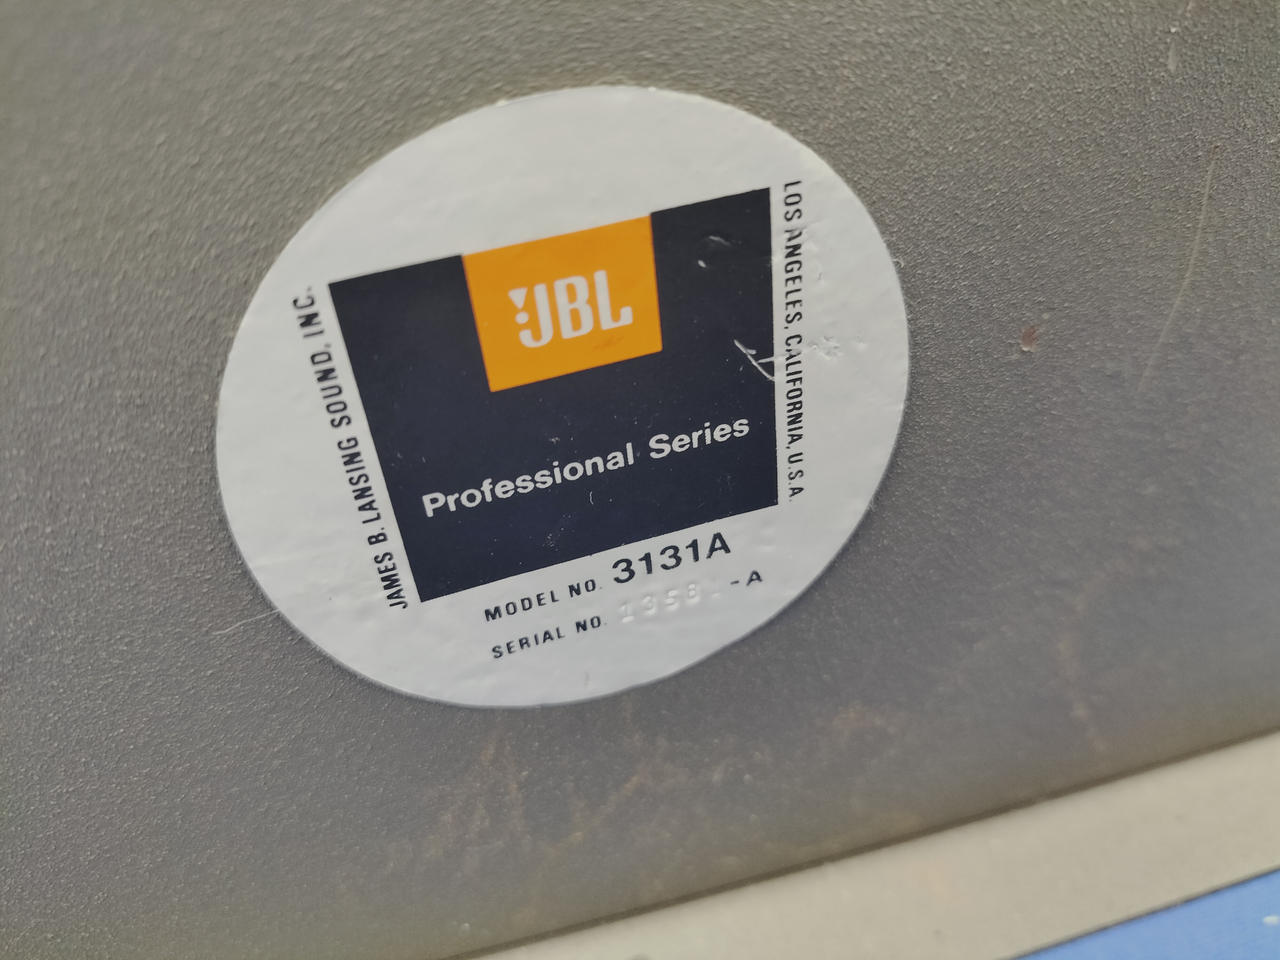 JBL
Professional Series
JAMES B. LANSING SOUND, INC.
LOS ANGELES, CALIFORNIA, U.S.A.
MODEL NO. 3131A
SERIAL NO. -A